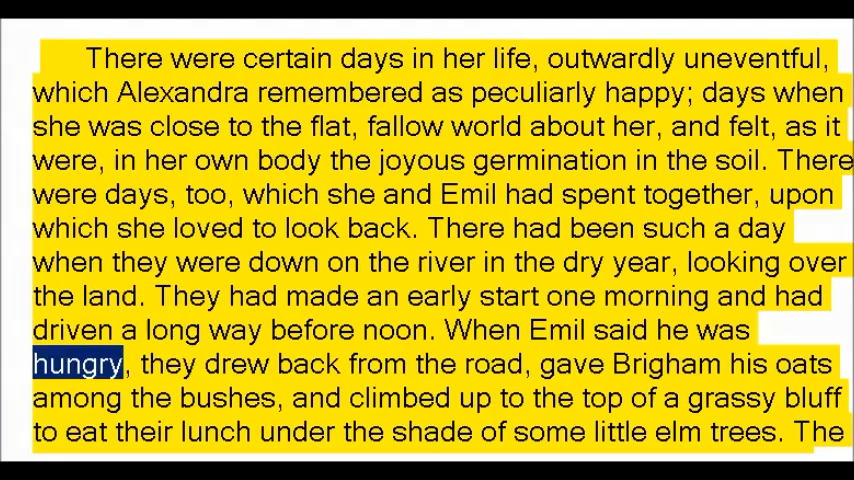 There were certain days in her life, outwardly uneventful,
which Alexandra remembered as peculiarly happy; days when
she was close to the flat, fallow world about her, and felt, as it
were, in her own body the joyous germination in the soil. There
were days, too, which she and Emil had spent together, upon
which she loved to look back. There had been such a day
when they were down on the river in the dry year, looking over
the land. They had made an early start one morning and had
driven a long way before noon. When Emil said he was
hungry, they drew back from the road, gave Brigham his oats
among the bushes, and climbed up to the top of a grassy bluff
to eat their lunch under the shade of some little elm trees. The